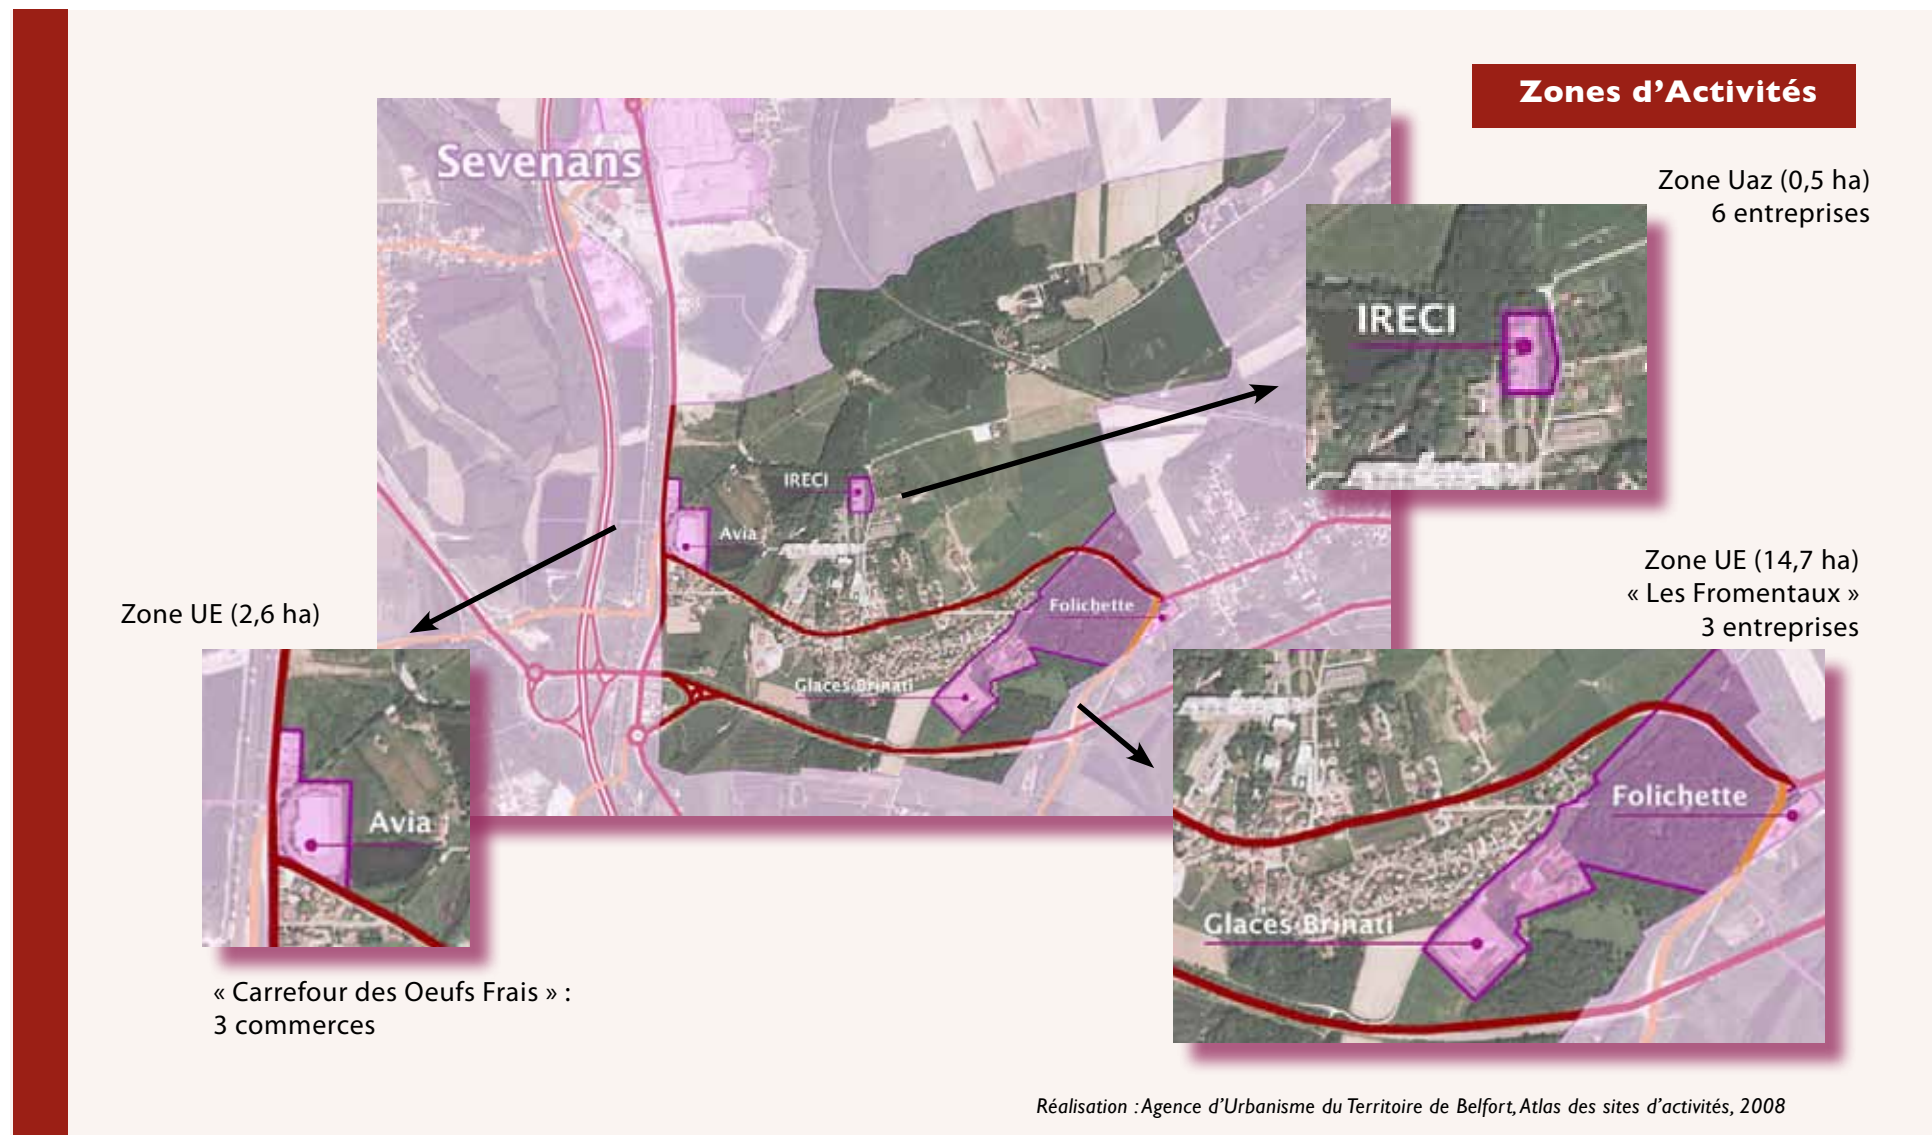 Zones d'Activités
Sevenans
Zone Uaz (0,5 ha)
6 entreprises
IRECI
IRECI
Avia
Folichette
Glaces Brinati
Zone UE (2,6 ha)
Avia
« Carrefour des Oeufs Frais » :
3 commerces
Zone UE (14,7 ha)
« Les Fromentaux »
3 entreprises
Folichette
Glaces Brinati
Réalisation : Agence d'Urbanisme du Territoire de Belfort, Atlas des sites d'activités, 2008